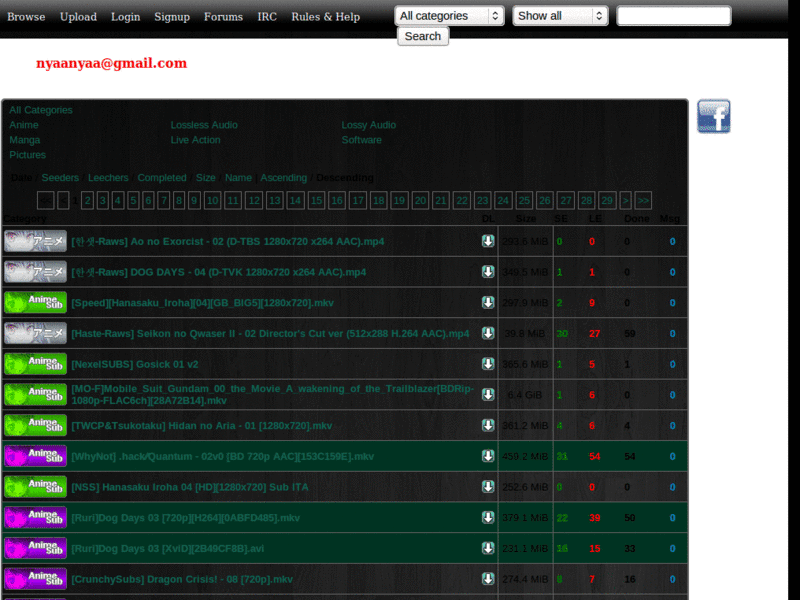 Browse Upload Login Signup Forums IRC Rules & Help All categories Show all
Search
nyaanyaa@gmail.com
All Categories
Anime Lossless Audio Lossy Audio
Manga Live Action Software
Pictures
Date / Seeders Leechers Completed Size Name Ascending / Descending
1 2 3 4 5 6 7 8 9 10 11 12 13 14 15 16 17 18 19 20 21 22 23 24 25 26 27 28 29 > >>
Category DL Size SE LE Done Msg
アニメ [한샛-Raws] Ao no Exorcist - 02 (D-TBS 1280x720 x264 AAC).mp4 293.6 MiB 0 0 0 0
アニメ [한샛-Raws] DOG DAYS - 04 (D-TVK 1280x720 x264 AAC).mp4 349.5 MiB 1 1 0 0
Anime Sub [Speed][Hanasaku_Iroha][04][GB_BIG5][1280x720].mkv 297.9 MiB 2 9 0 0
アニメ [Haste-Raws] Seikon no Qwaser II - 02 Director's Cut ver (512x288 H.264 AAC).mp4 39.8 MiB 30 27 59 0
Anime Sub [NexelSUBS] Gosick 01 v2 365.6 MiB 1 5 1 0
Anime Sub [MO-F]Mobile_Suit_Gundam_00_the_Movie_A_wakening_of_the_Trailblazer[BDRip-
1080p-FLAC6ch][28A72B14].mkv 6.4 GiB 1 6 0 0
Anime Sub [TWCP&Tsukotaku] Hidan no Aria - 01 [1280x720].mkv 361.2 MiB 4 6 4 0
Anime Sub [WhyNot] .hack//Quantum - 02v0 [BD 720p AAC][153C159E].mkv 459.2 MiB 31 54 54 0
Anime Sub [NSS] Hanasaku Iroha 04 [HD][1280x720] Sub ITA 252.6 MiB 0 0 0 0
Anime Sub [Ruri]Dog Days 03 [720p][H264][0ABFD485].mkv 379.1 MiB 22 39 50 0
Anime Sub [Ruri]Dog Days 03 [XviD][2B49CF8B].avi 231.1 MiB 16 15 33 0
Anime Sub [CrunchySubs] Dragon Crisis! - 08 [720p].mkv 274.4 MiB 8 7 16 0